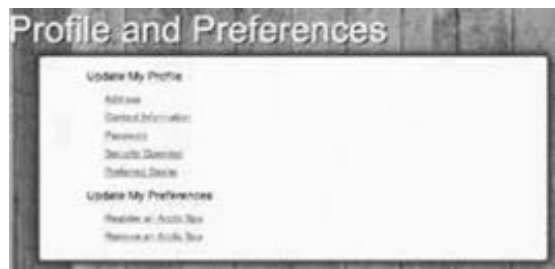 Profile and Preferences
Update My Profile
Address
Contact Information
Password
Security Question
Preferred Dealer
Update My Preferences
Register an Arctic Spa
Remove an Arctic Spa